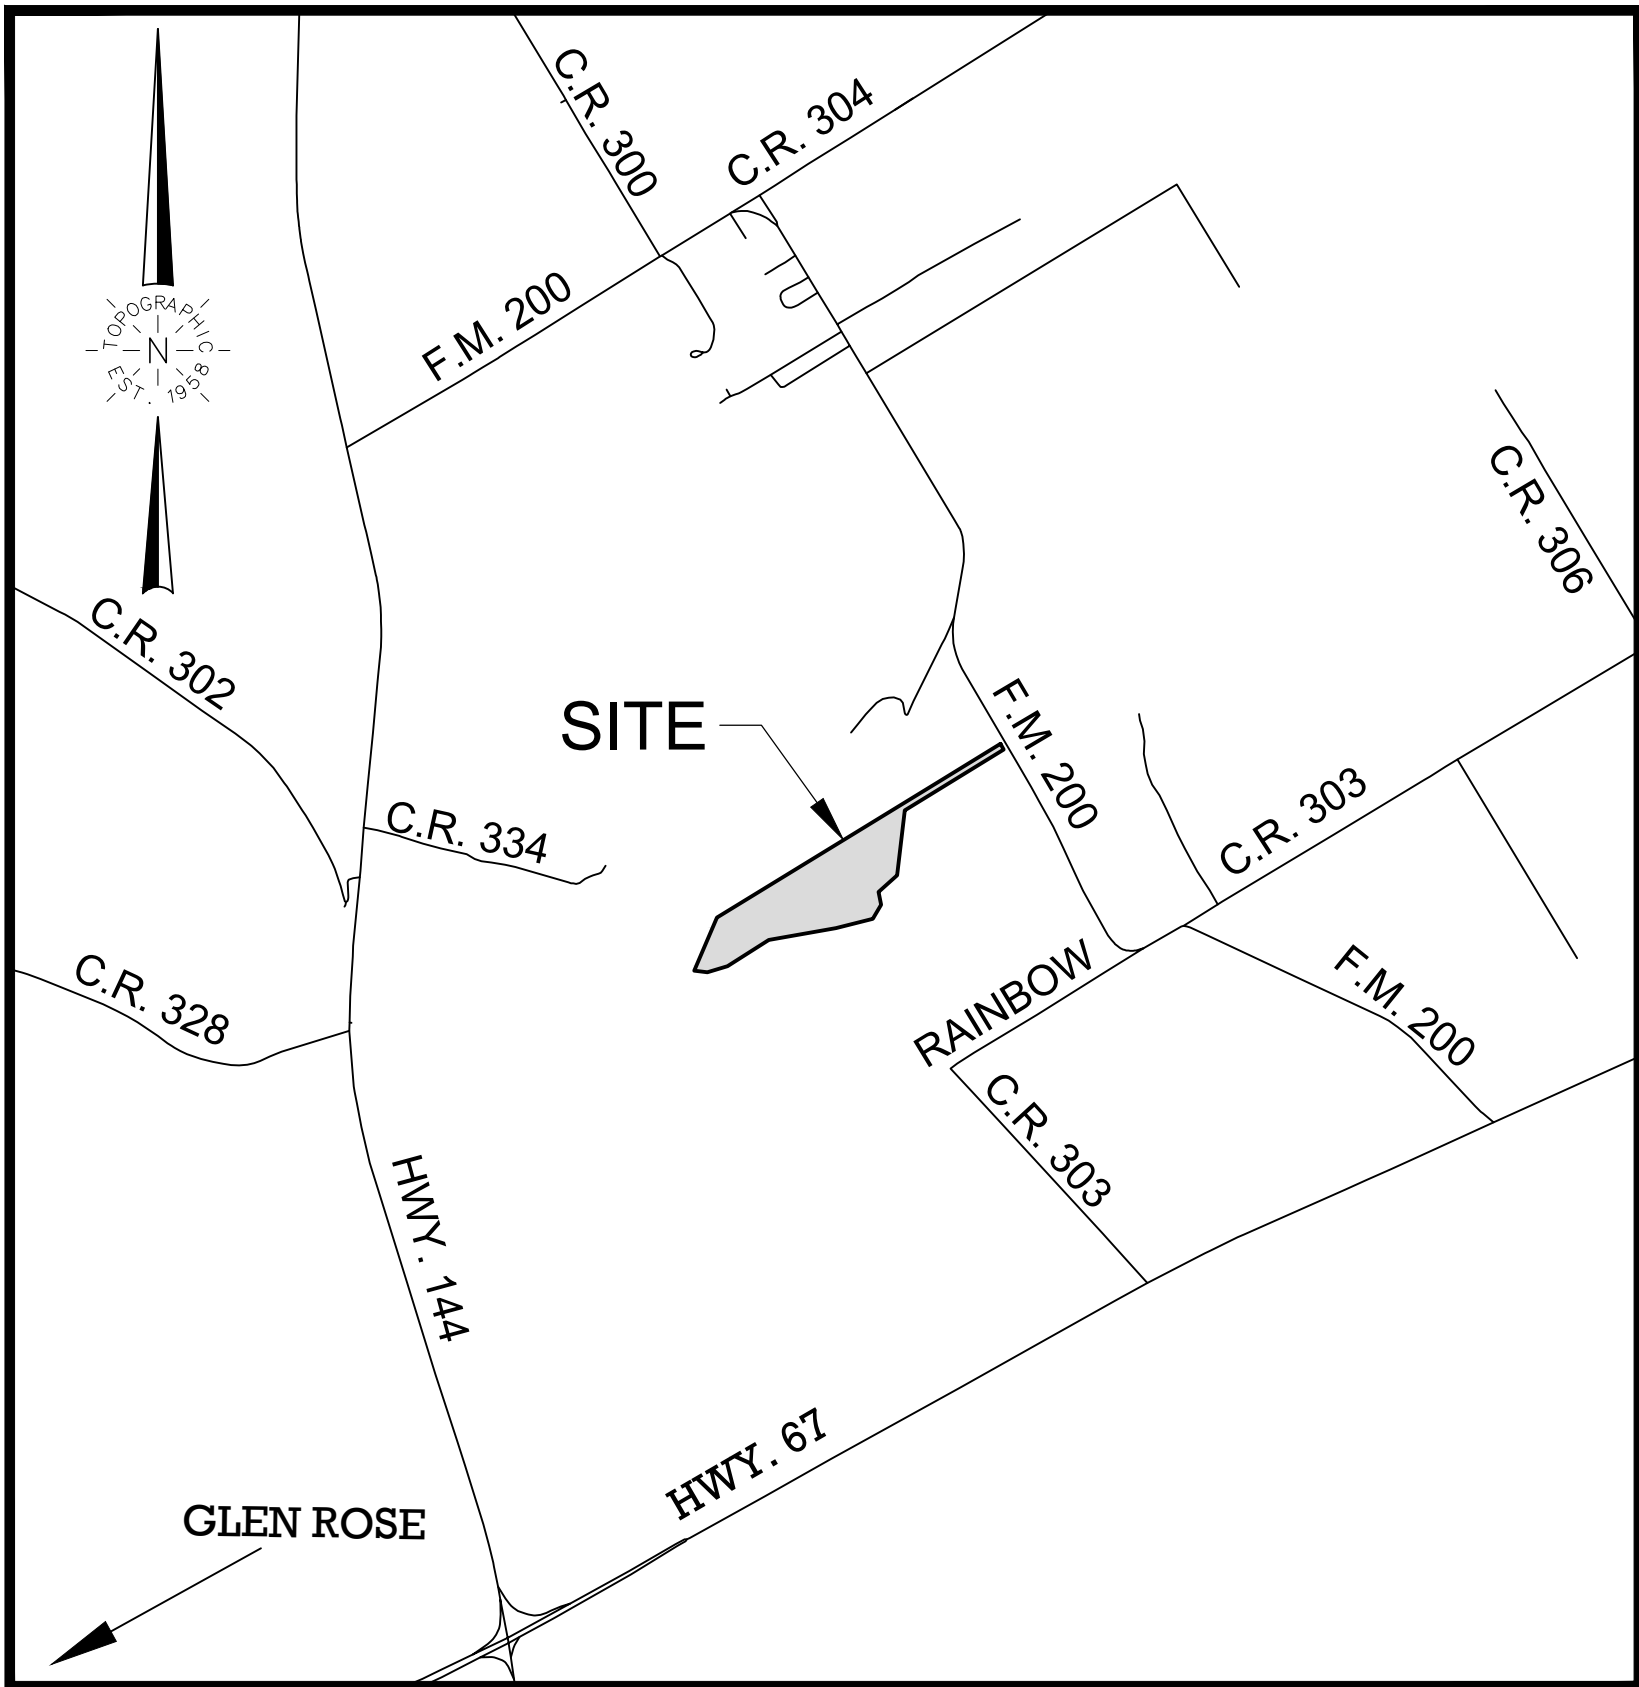 C.R. 300
C.R. 304
F.M. 200
TOPOGRAPHIC
N
EST. 1958
C.R. 306
C.R. 302
SITE
F.M. 200
C.R. 334
C.R. 303
C.R. 328
RAINBOW
F.M. 200
C.R. 303
HWY. 144
HWY. 67
GLEN ROSE